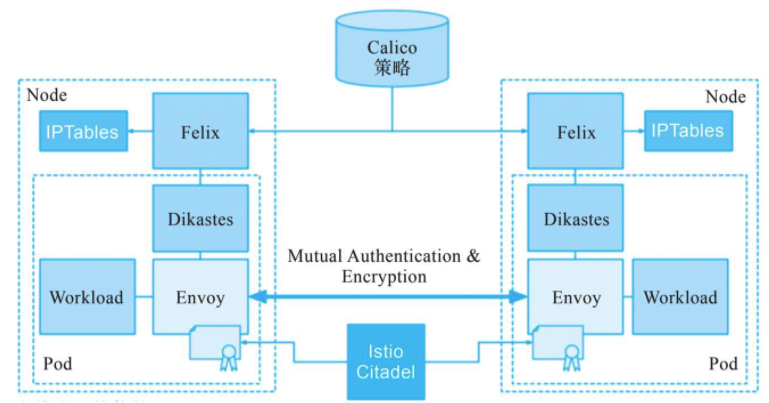 Calico
策略
Node
Node
IPTables
Felix
Felix
IPTables
Dikastes
Dikastes
Mutual Authentication &
Encryption
Workload
Envoy
Envoy
Workload
Pod
Istio
Citadel
Pod